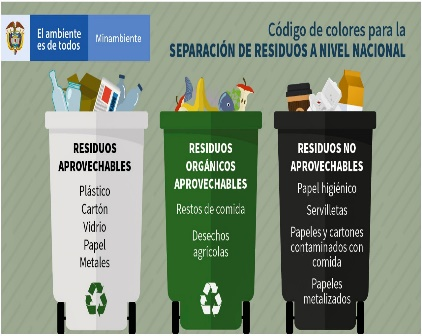 El ambiente
es de todos
Minambiente
Código de colores para la
SEPARACIÓN DE RESIDUOS A NIVEL NACIONAL
RESIDUOS
APROVECHABLES
Plástico
Cartón
Vidrio
Papel
Metales
RESIDUOS
ORGÁNICOS
APROVECHABLES
Restos de comida
Desechos
agrícolas
RESIDUOS NO
APROVECHABLES
Papel higiénico
Servilletas
Papeles y cartones
contaminados con
comida
Papeles
metalizados